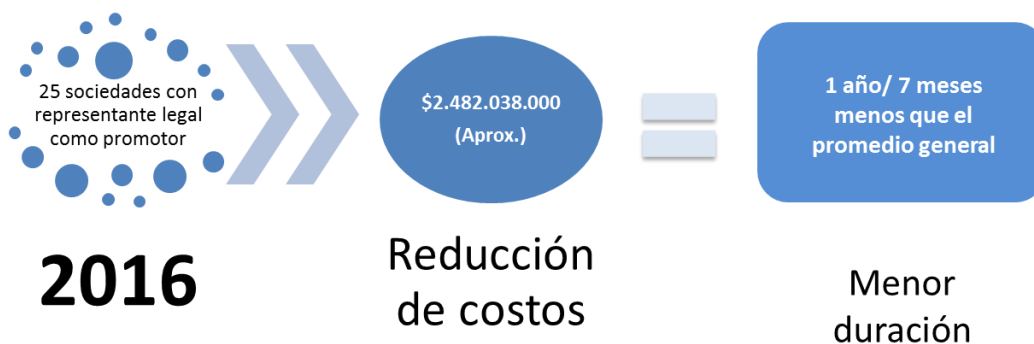 25 sociedades con
representante legal
como promotor
2016
$2.482.038.000
(Aprox.)
Reducción
de costos
1 año/ 7 meses
menos que el
promedio general
Menor
duración